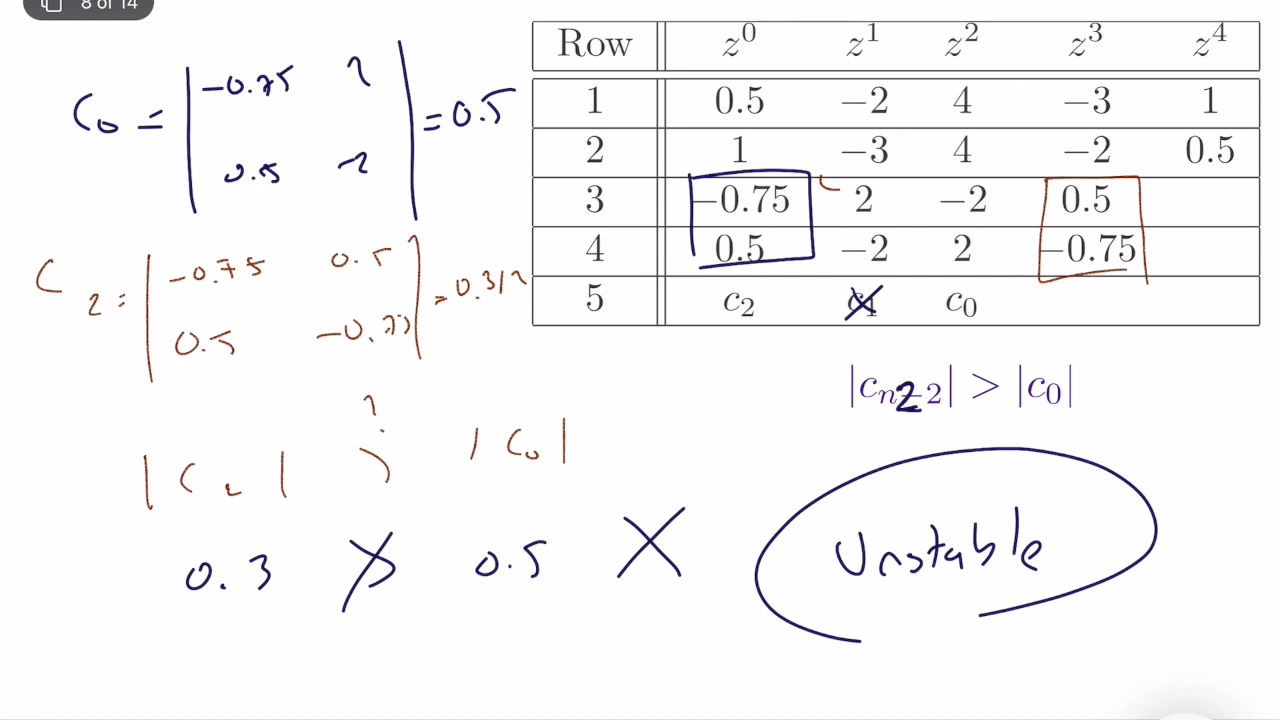 8 of 14
Row z^0 z^1 z^2 z^3 z^4
1 0.5 −2 4 −3 1
2 1 −3 4 −2 0.5
3 −0.75 2 −2 0.5
4 0.5 −2 2 −0.75
5 c_2 c_1 c_0
C_0 = | −0.75 2
0.5 −2 | = 0.5
C_2 = | −0.75 0.5
0.5 −0.75 | = 0.312
|c_2| > |c_0|
?
|C_2| > |C_0|
0.3 > 0.5 X
Unstable